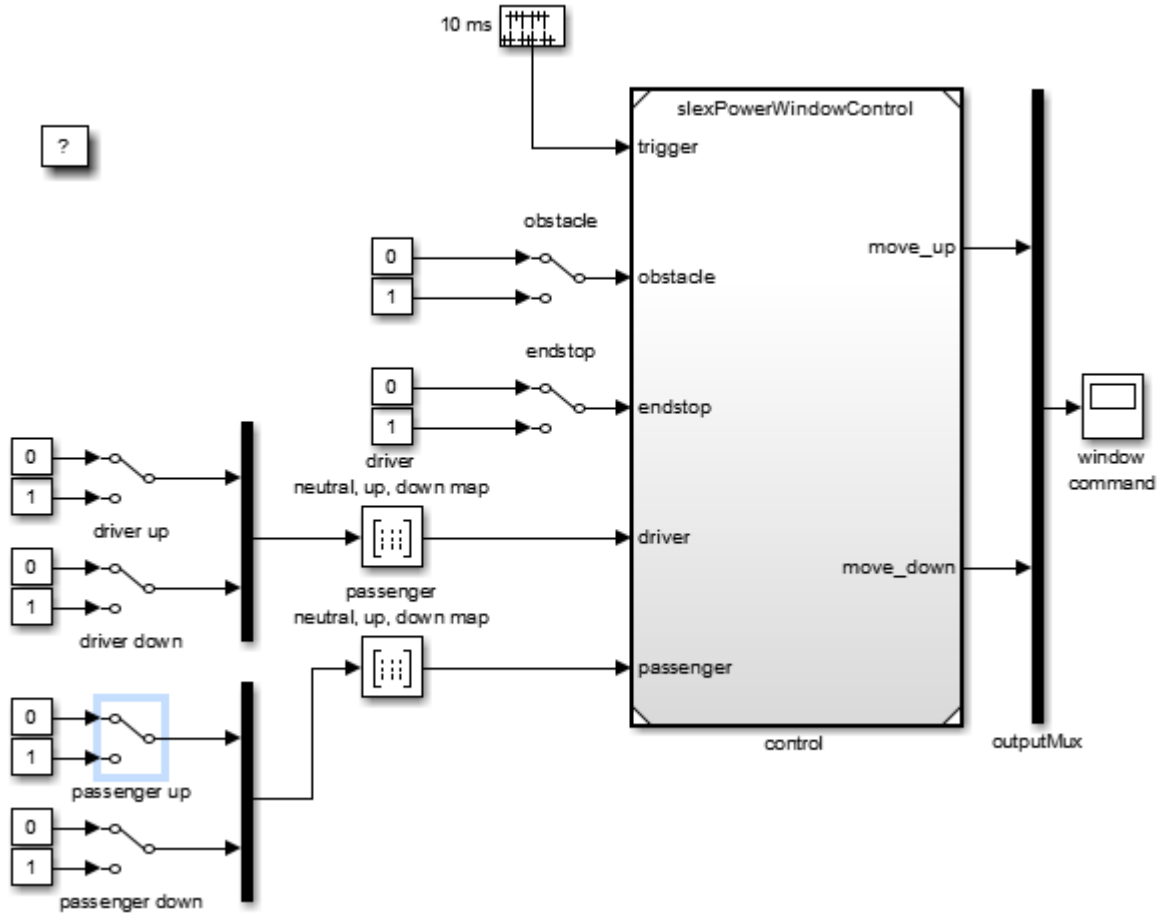 10 ms
slexPowerWindowControl
trigger
?
obstacle
0
1
obstacle
move_up
endstop
0
1
endstop
driver
neutral, up, down map
driver
0
1
driver up
0
1
driver down
window
command
move_down
passenger
neutral, up, down map
passenger
0
1
passenger up
0
1
passenger down
control
outputMux